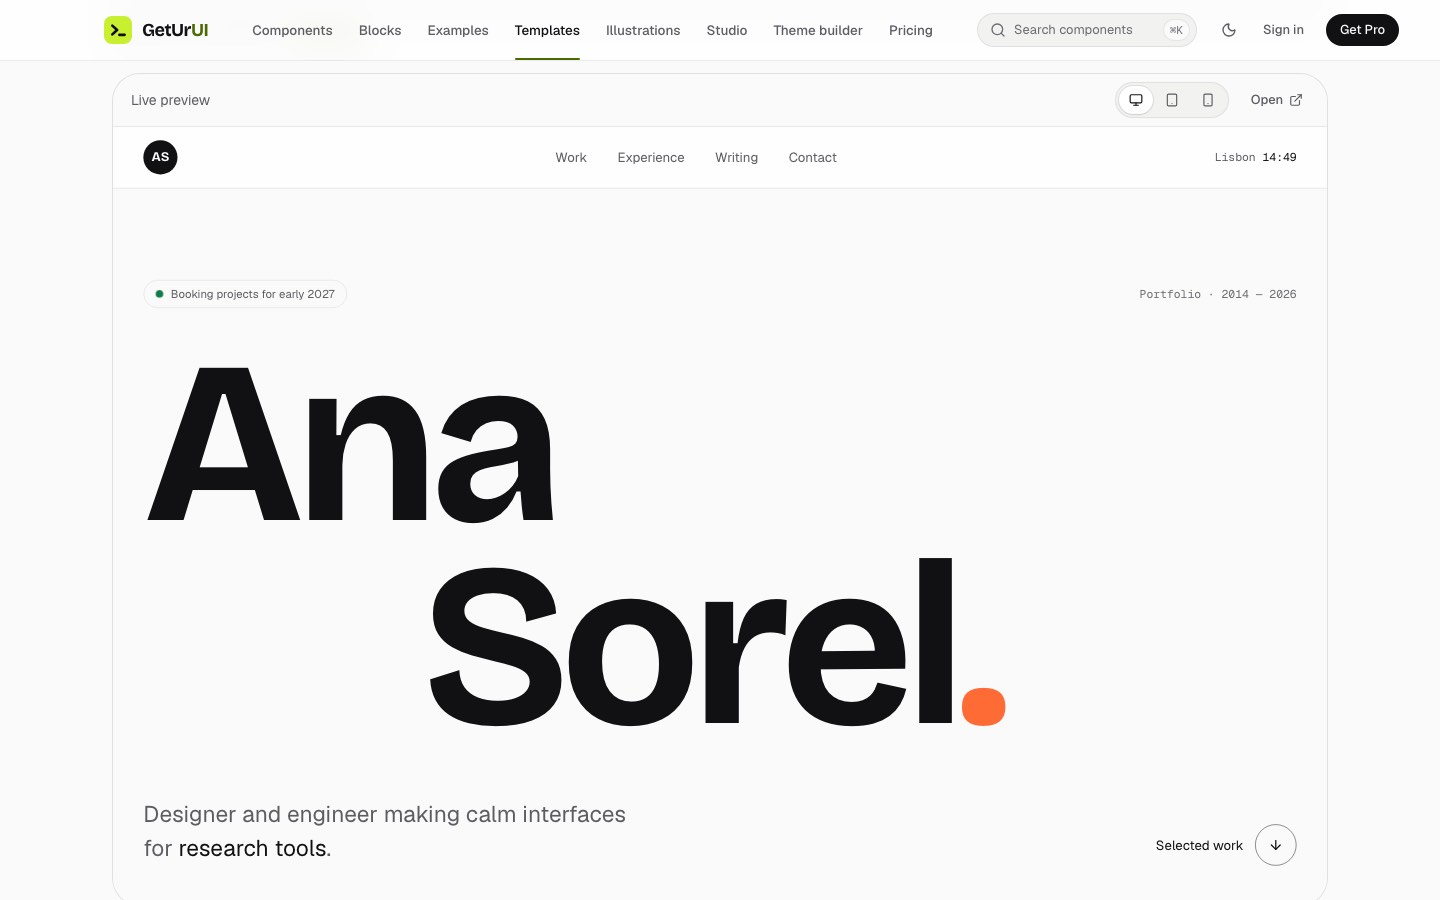 GetUrUI
Components
Blocks
Examples
Templates
Illustrations
Studio
Theme builder
Pricing
Search components
⌘K
Sign in
Get Pro
Live preview
Open
AS
Work
Experience
Writing
Contact
Lisbon 14:49
Booking projects for early 2027
Portfolio · 2014 — 2026
Ana
Sorel.
Designer and engineer making calm interfaces
for research tools.
Selected work